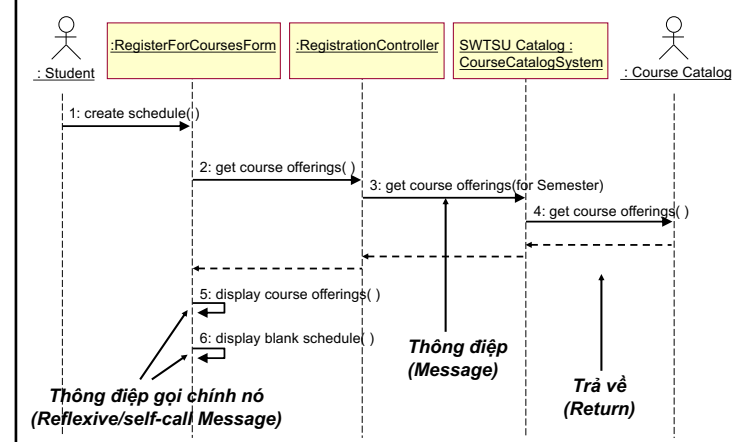 : Student
:RegisterForCoursesForm
:RegistrationController
SWTSU Catalog :
CourseCatalogSystem
: Course Catalog
1: create schedule( )
2: get course offerings( )
3: get course offerings(for Semester)
4: get course offerings( )
5: display course offerings( )
6: display blank schedule( )
Thông điệp
(Message)
Thông điệp gọi chính nó
(Reflexive/self-call Message)
Trả về
(Return)